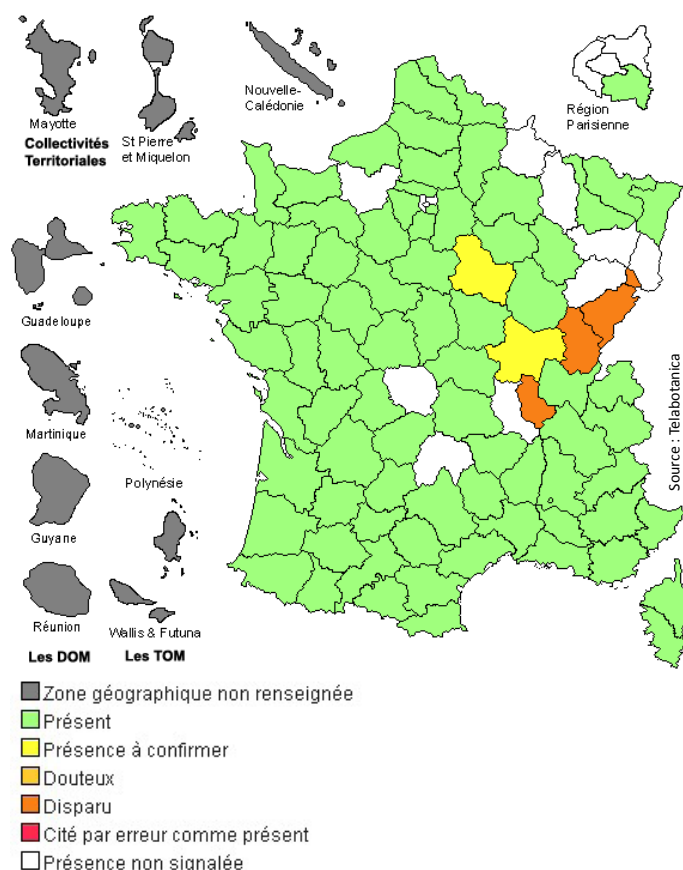 Mayotte
Collectivités
Territoriales
St Pierre
et Miquelon
Nouvelle-
Calédonie
Région
Parisienne
Guadeloupe
Martinique
Polynésie
Guyane
Réunion
Wallis & Futuna
Les DOM
Les TOM
Source : Telabotanica
Zone géographique non renseignée
Présent
Présence à confirmer
Douteux
Disparu
Cité par erreur comme présent
Présence non signalée